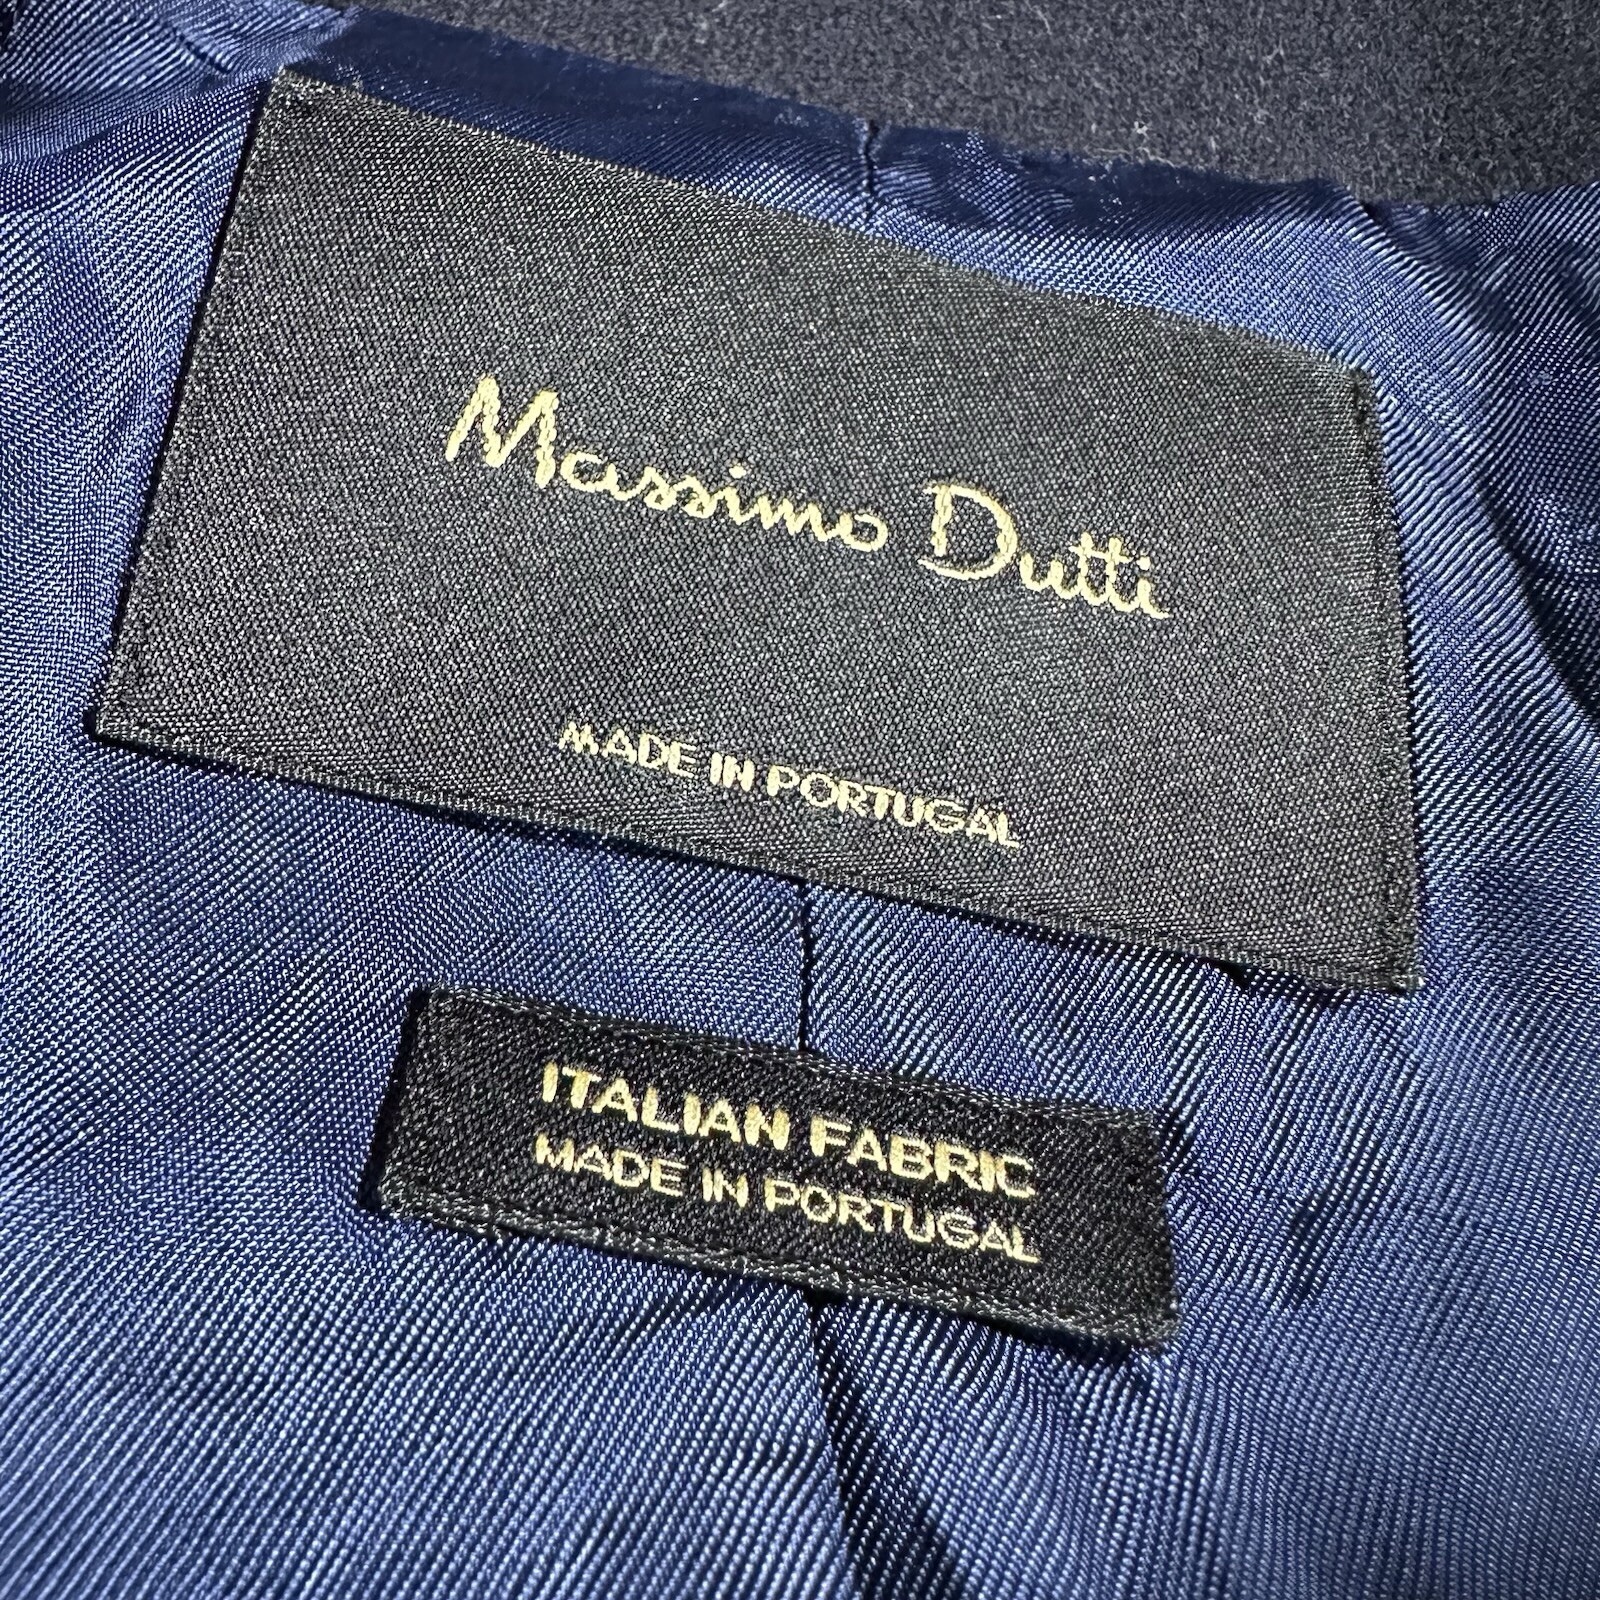 Massimo Dutti
MADE IN PORTUGAL
ITALIAN FABRIC
MADE IN PORTUGAL